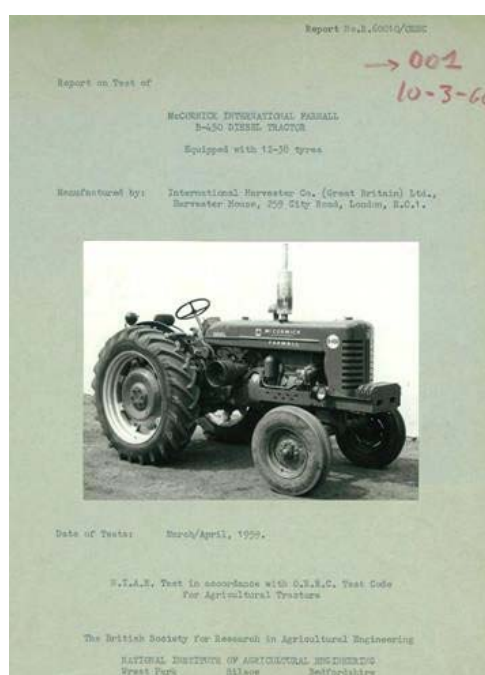 Report No.R.60010/OEEC
→ 001
10-3-60
Report on Test of
McCORMICK INTERNATIONAL FARMALL
B-450 DIESEL TRACTOR
Equipped with 12-38 tyres
Manufactured by: International Harvester Co. (Great Britain) Ltd.,
Harvester House, 259 City Road, London, E.C.1.
McCORMICK
FARMALL
Date of Tests: March/April, 1959.
N.I.A.E. Test in accordance with O.E.E.C. Test Code
for Agricultural Tractors
The British Society for Research in Agricultural Engineering
NATIONAL INSTITUTE OF AGRICULTURAL ENGINEERING
Wrest Park Silsoe Bedfordshire